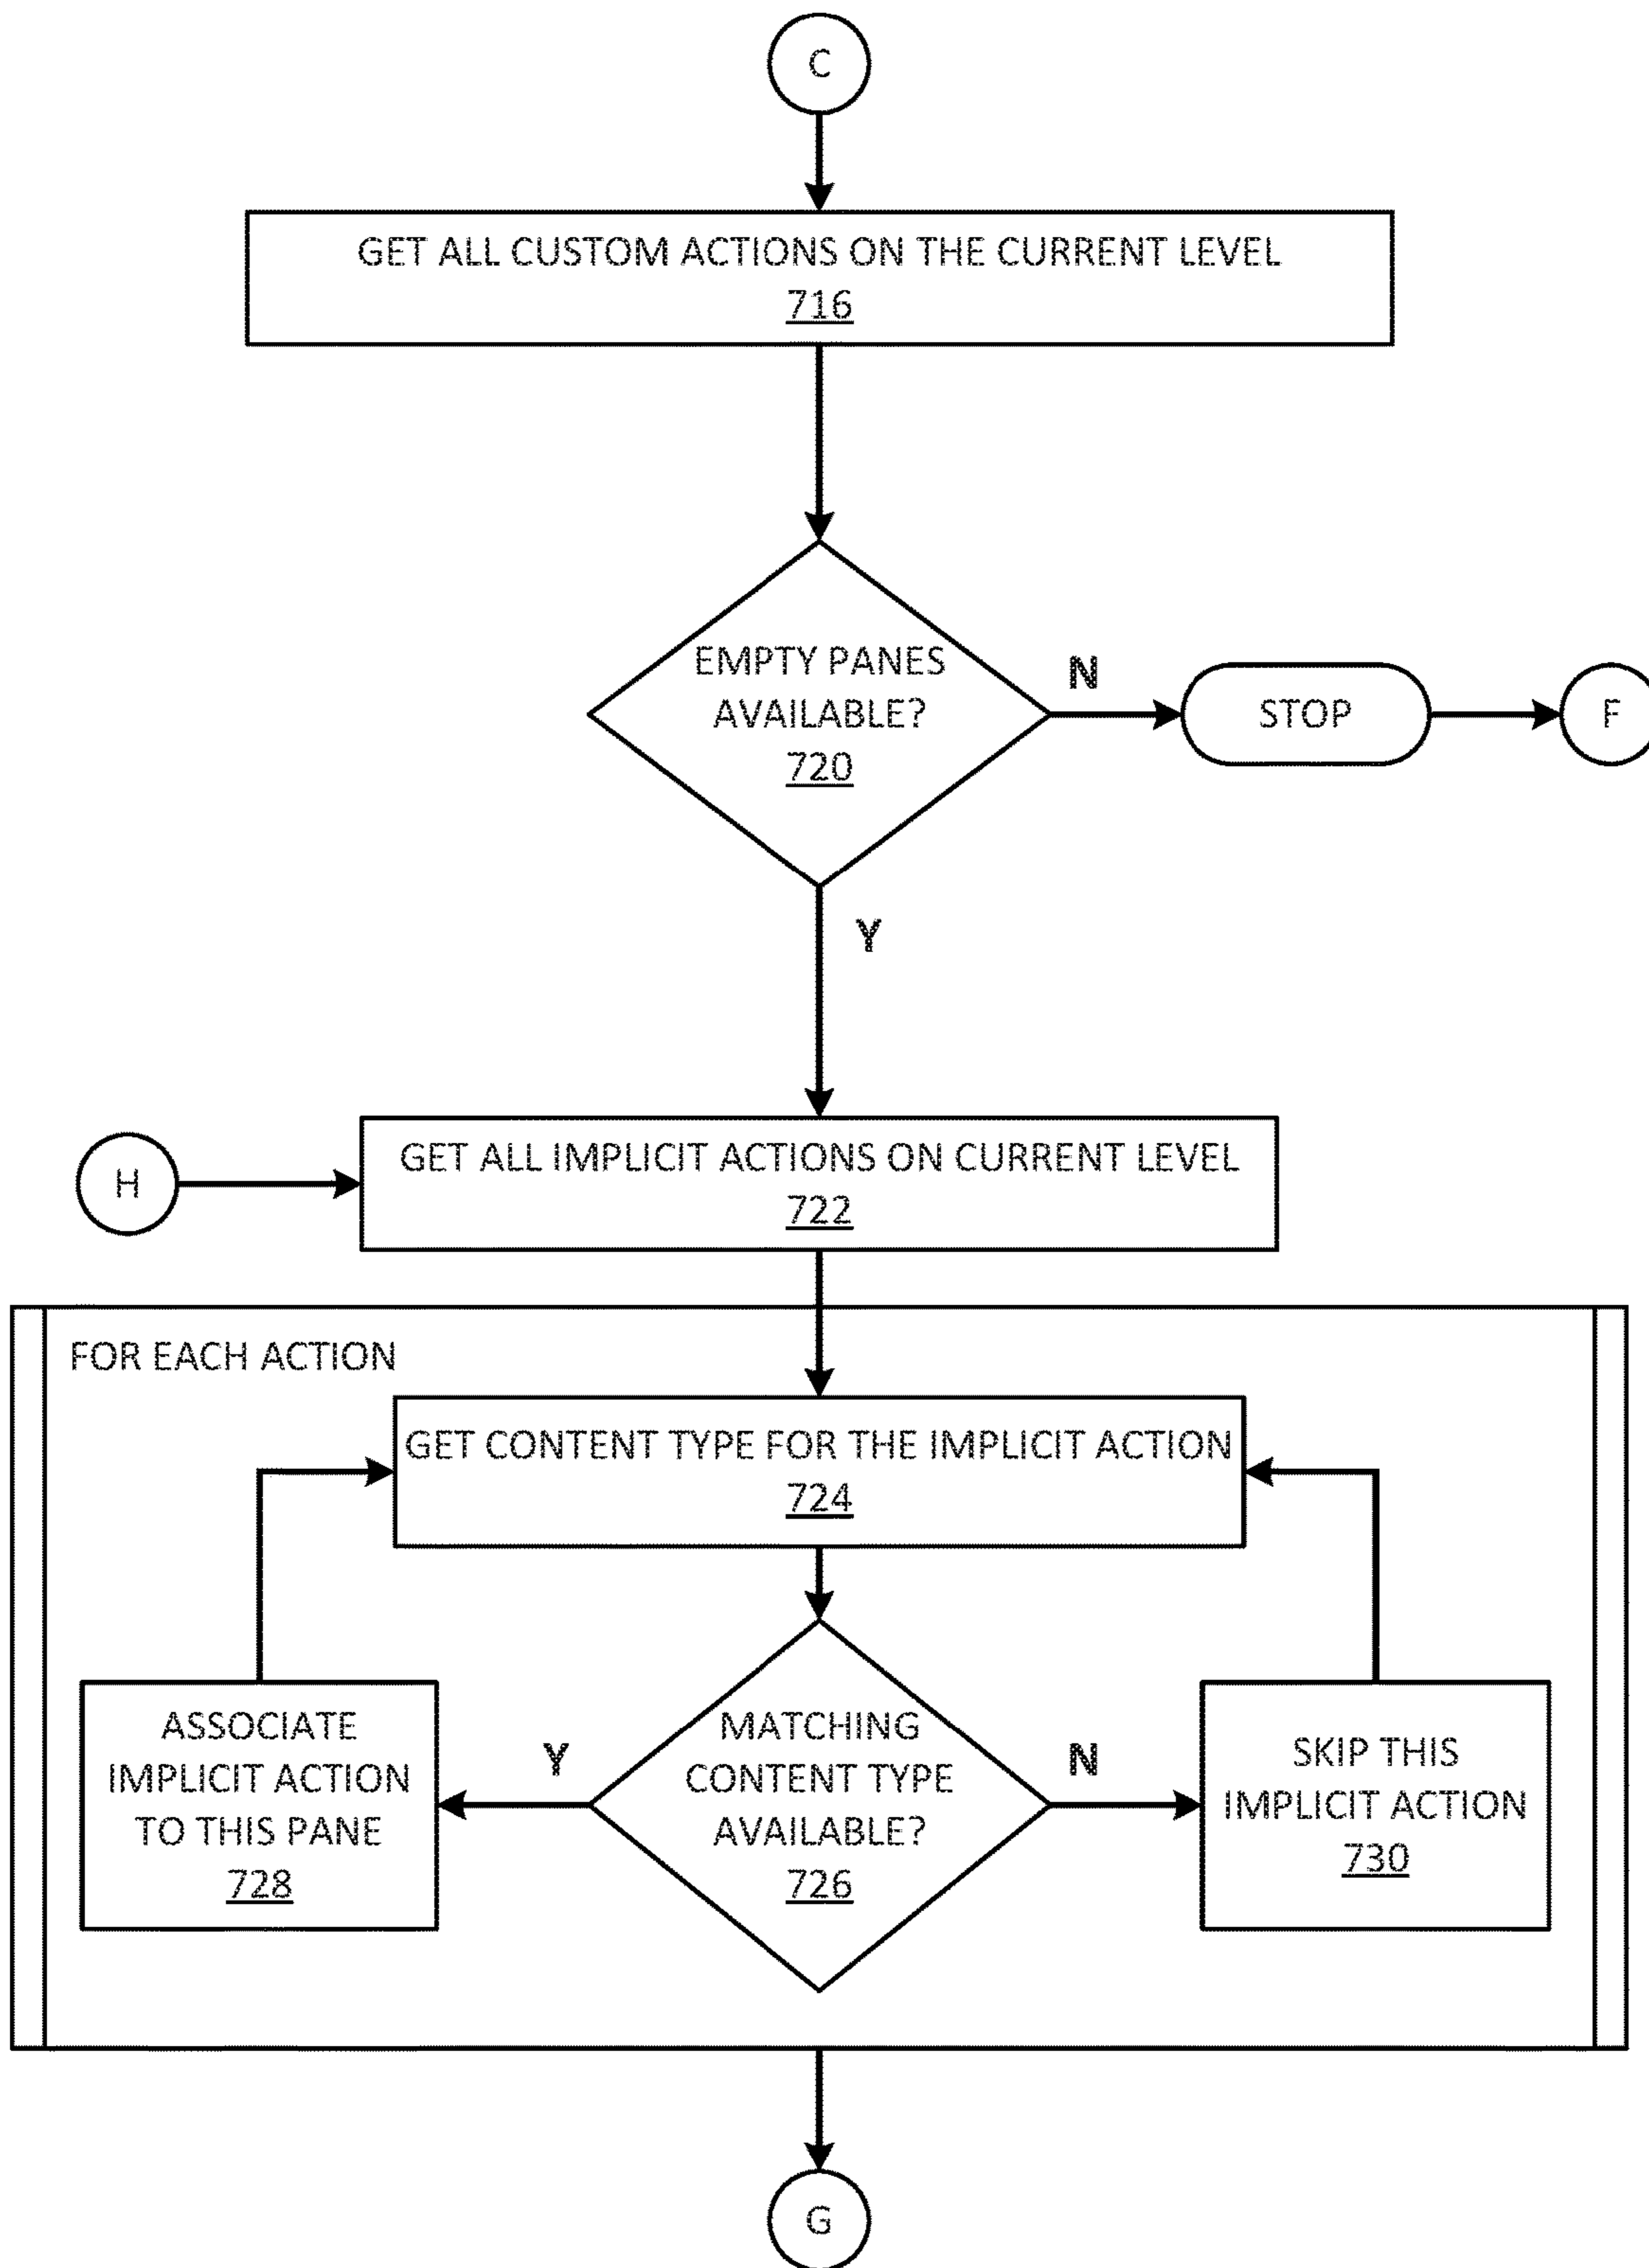 C
GET ALL CUSTOM ACTIONS ON THE CURRENT LEVEL
716
EMPTY PANES
AVAILABLE?
720
N
STOP
F
Y
H
GET ALL IMPLICIT ACTIONS ON CURRENT LEVEL
722
FOR EACH ACTION
GET CONTENT TYPE FOR THE IMPLICIT ACTION
724
ASSOCIATE
IMPLICIT ACTION
TO THIS PANE
728
Y
MATCHING
CONTENT TYPE
AVAILABLE?
726
N
SKIP THIS
IMPLICIT ACTION
730
G